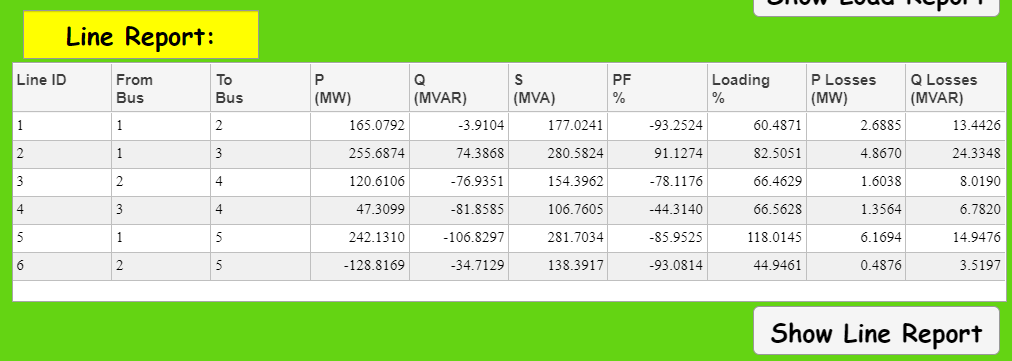 Show Load Report
Line Report:
Line ID From Bus To Bus P (MW) Q (MVAR) S (MVA) PF % Loading % P Losses (MW) Q Losses (MVAR)
1 1 2 165.0792 -3.9104 177.0241 -93.2524 60.4871 2.6885 13.4426
2 1 3 255.6874 74.3868 280.5824 91.1274 82.5051 4.8670 24.3348
3 2 4 120.6106 -76.9351 154.3962 -78.1176 66.4629 1.6038 8.0190
4 3 4 47.3099 -81.8585 106.7605 -44.3140 66.5628 1.3564 6.7820
5 1 5 242.1310 -106.8297 281.7034 -85.9525 118.0145 6.1694 14.9476
6 2 5 -128.8169 -34.7129 138.3917 -93.0814 44.9461 0.4876 3.5197
Show Line Report